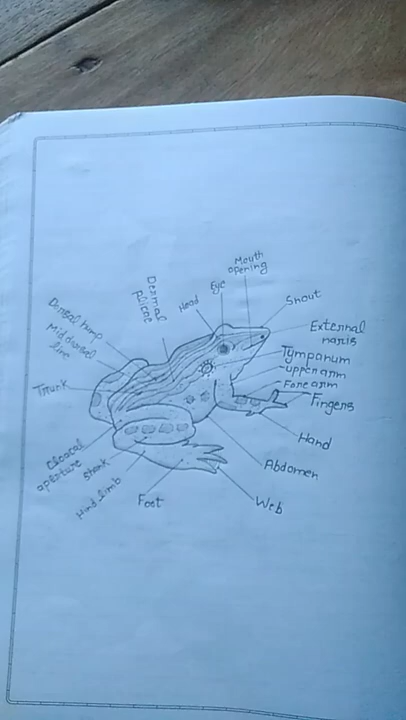 Mouth
opening
Eye
Head
Dermal
plicae
Snout
Dorsal hump
Mid dorsal
line
External
naris
Tympanum
upper arm
Fore arm
Fingers
Trunk
Hand
Cloacal
aperture
Shank
Hind limb
Abdomen
Foot
Web